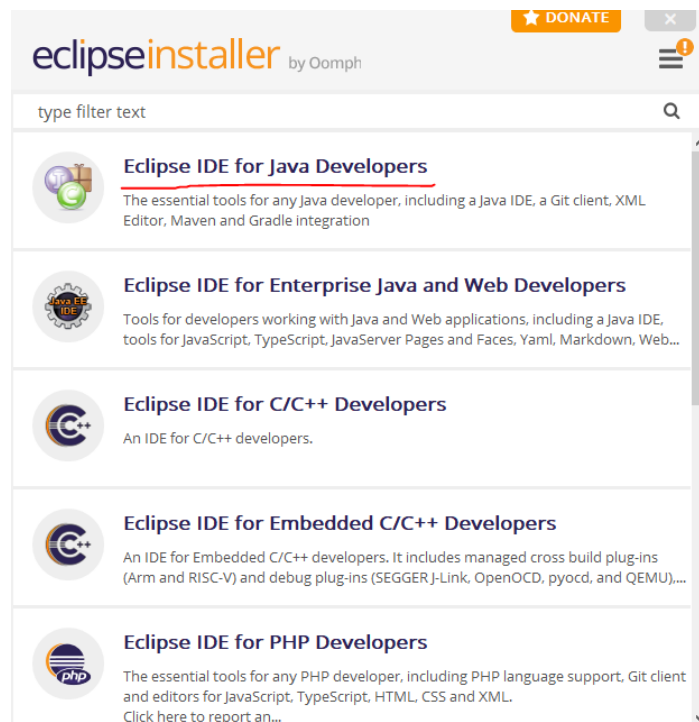 DONATE
eclipseinstaller by Oomph
type filter text
Eclipse IDE for Java Developers
The essential tools for any Java developer, including a Java IDE, a Git client, XML
Editor, Maven and Gradle integration
Java EE
IDE
Eclipse IDE for Enterprise Java and Web Developers
Tools for developers working with Java and Web applications, including a Java IDE,
tools for JavaScript, TypeScript, JavaServer Pages and Faces, Yaml, Markdown, Web...
C++
Eclipse IDE for C/C++ Developers
An IDE for C/C++ developers.
C++
Eclipse IDE for Embedded C/C++ Developers
An IDE for Embedded C/C++ developers. It includes managed cross build plug-ins
(Arm and RISC-V) and debug plug-ins (SEGGER J-Link, OpenOCD, pyocd, and QEMU),...
php
Eclipse IDE for PHP Developers
The essential tools for any PHP developer, including PHP language support, Git client
and editors for JavaScript, TypeScript, HTML, CSS and XML.
Click here to report an...